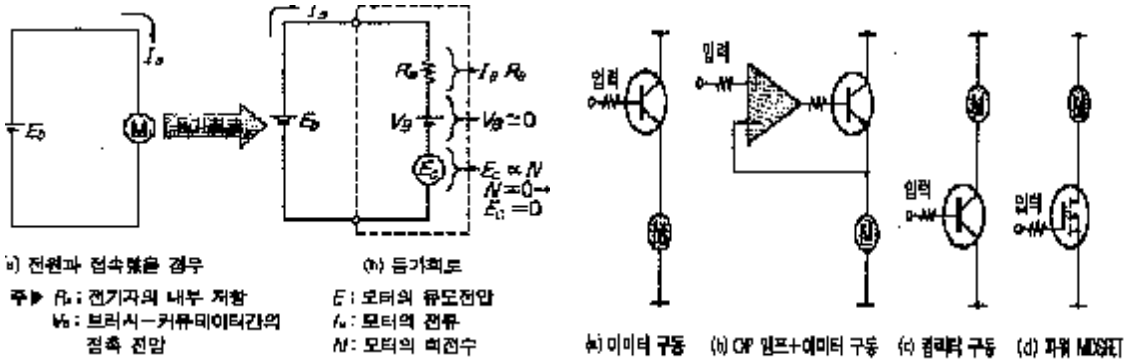 I_a
I_a
E_b
M
E_b
R_a
I_a R_a
V_B
V_B=0
E_C
E_C ∝ N
N=0→
E_C=0
(a) 전원과 접속했을 경우
(b) 등가회로
주▶ R_a : 전기자의 내부 저항
V_B : 브러시-커뮤테이터간의
접촉 전압
E : 모터의 유도전압
I_a : 모터의 전류
N : 모터의 회전수
입력
M
입력
M
M
입력
M
입력
(a) 이미터 구동
(b) OP 앰프+이미터 구동
(c) 컬렉터 구동
(d) 파워 MOSFET